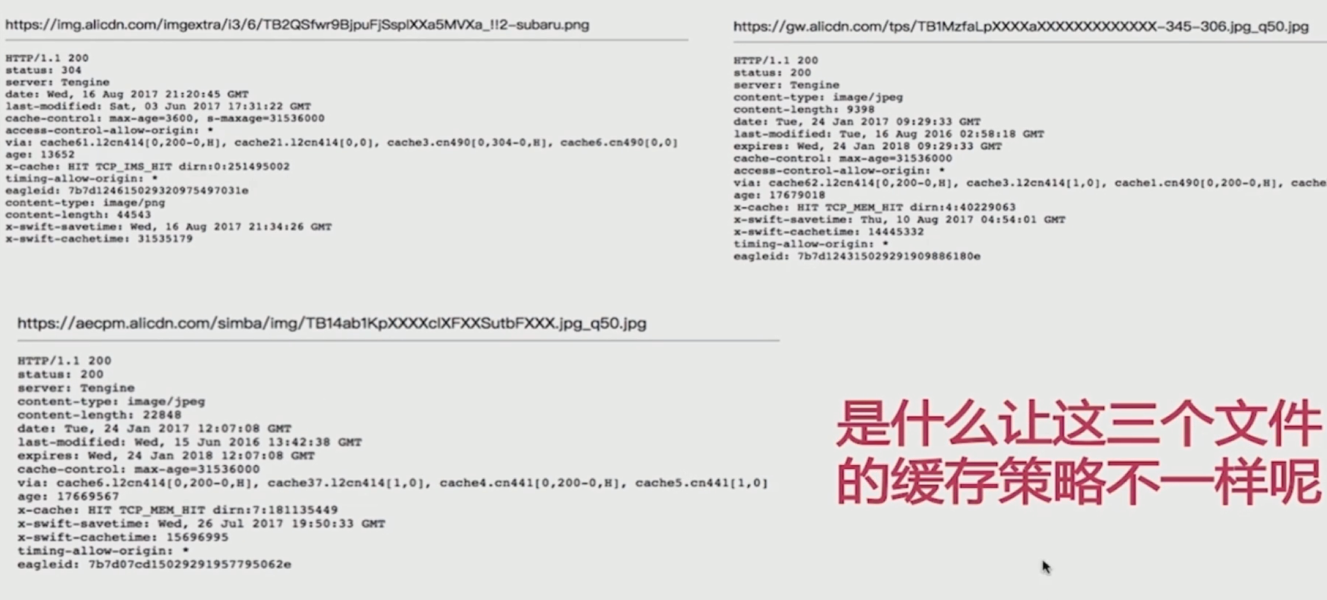 https://img.alicdn.com/imgextra/i3/6/TB2QSfwr9BjpuFjSsplXXa5MVXa_!!2-subaru.png
HTTP/1.1 200
status: 304
server: Tengine
date: Wed, 16 Aug 2017 21:20:45 GMT
last-modified: Sat, 03 Jun 2017 17:31:22 GMT
cache-control: max-age=3600, s-maxage=31536000
access-control-allow-origin: *
via: cache61.l2cn414[0,200-0,H], cache21.l2cn414[0,0], cache3.cn490[0,304-0,H], cache6.cn490[0,0]
age: 13652
x-cache: HIT TCP_IMS_HIT dirn:0:251495002
timing-allow-origin: *
eagleid: 7b7d124615029320975497031e
content-type: image/png
content-length: 44543
x-swift-savetime: Wed, 16 Aug 2017 21:34:26 GMT
x-swift-cachetime: 31535179
https://gw.alicdn.com/tps/TB1MzfaLpXXXXaXXXXXXXXXXXXX-345-306.jpg_q50.jpg
HTTP/1.1 200
status: 200
server: Tengine
content-type: image/jpeg
content-length: 9398
date: Tue, 24 Jan 2017 09:29:33 GMT
last-modified: Tue, 16 Aug 2016 02:58:18 GMT
expires: Wed, 24 Jan 2018 09:29:33 GMT
cache-control: max-age=31536000
access-control-allow-origin: *
via: cache62.l2cn414[0,200-0,H], cache3.l2cn414[1,0], cache1.cn490[0,200-0,H], cache
age: 17679018
x-cache: HIT TCP_MEM_HIT dirn:4:40229063
x-swift-savetime: Thu, 10 Aug 2017 04:54:01 GMT
x-swift-cachetime: 14445332
timing-allow-origin: *
eagleid: 7b7d124315029291909886180e
https://aecpm.alicdn.com/simba/img/TB14ab1KpXXXXclXFXXSutbFXXX.jpg_q50.jpg
HTTP/1.1 200
status: 200
server: Tengine
content-type: image/jpeg
content-length: 22848
date: Tue, 24 Jan 2017 12:07:08 GMT
last-modified: Wed, 15 Jun 2016 13:42:38 GMT
expires: Wed, 24 Jan 2018 12:07:08 GMT
cache-control: max-age=31536000
via: cache6.l2cn414[0,200-0,H], cache37.l2cn414[1,0], cache4.cn441[0,200-0,H], cache5.cn441[1,0]
age: 17669567
x-cache: HIT TCP_MEM_HIT dirn:7:181135449
x-swift-savetime: Wed, 26 Jul 2017 19:50:33 GMT
x-swift-cachetime: 15696995
timing-allow-origin: *
eagleid: 7b7d07cd15029291957795062e
是什么让这三个文件
的缓存策略不一样呢